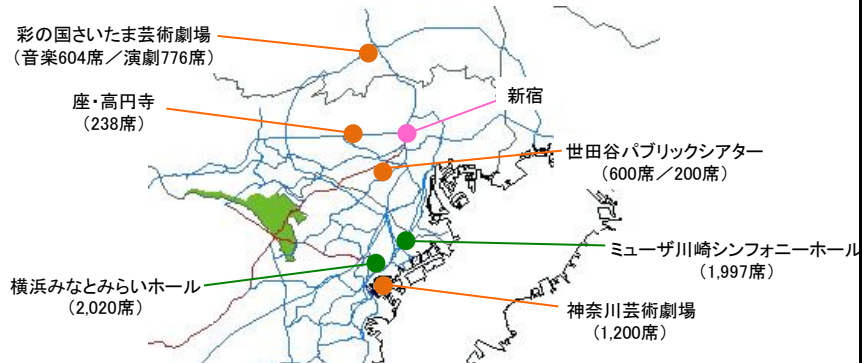 彩の国さいたま芸術劇場
（音楽604席／演劇776席）
座・高円寺
（238席）
新宿
世田谷パブリックシアター
（600席／200席）
ミューザ川崎シンフォニーホール
（1,997席）
横浜みなとみらいホール
（2,020席）
神奈川芸術劇場
（1,200席）